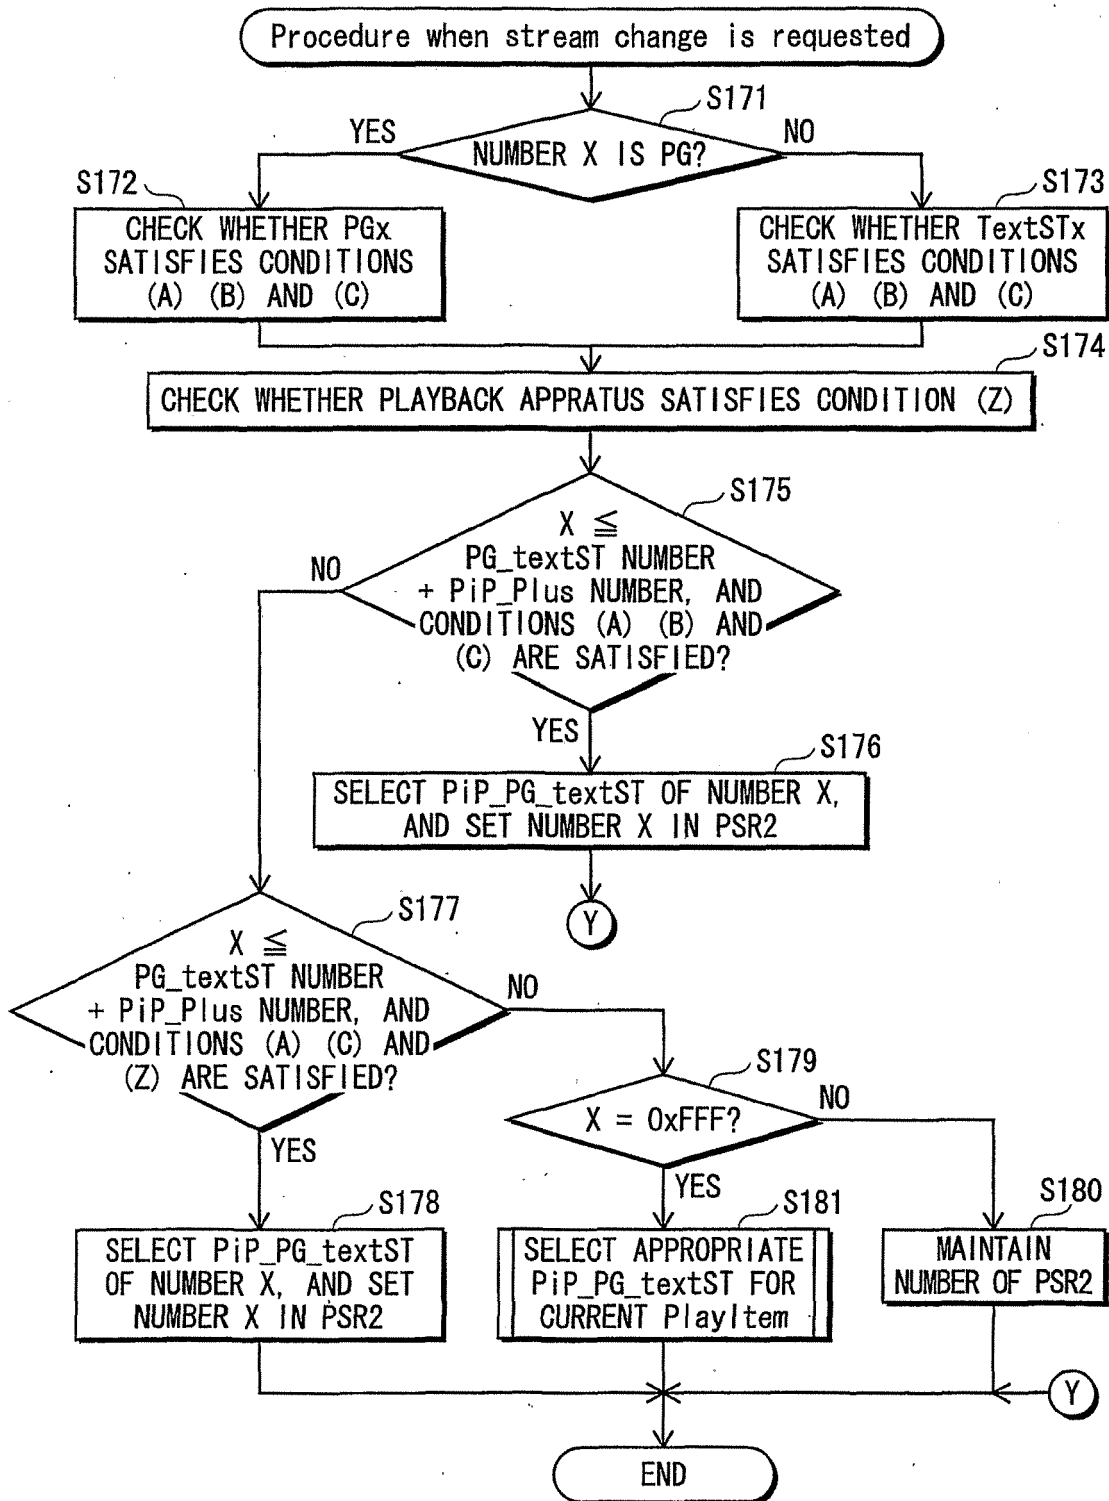 Procedure when stream change is requested
S171
YES
NO
NUMBER X IS PG?
S172
S173
CHECK WHETHER PGx
SATISFIES CONDITIONS
(A) (B) AND (C)
CHECK WHETHER TextSTx
SATISFIES CONDITIONS
(A) (B) AND (C)
S174
CHECK WHETHER PLAYBACK APPRATUS SATISFIES CONDITION (Z)
S175
X ≦
PG_textST NUMBER
+ PiP_Plus NUMBER, AND
CONDITIONS (A) (B) AND
(C) ARE SATISFIED?
NO
YES
S176
SELECT PiP_PG_textST OF NUMBER X,
AND SET NUMBER X IN PSR2
Y
S177
X ≦
PG_textST NUMBER
+ PiP_Plus NUMBER, AND
CONDITIONS (A) (C) AND
(Z) ARE SATISFIED?
NO
YES
S179
X = 0xFFF?
NO
YES
S178
SELECT PiP_PG_textST
OF NUMBER X, AND SET
NUMBER X IN PSR2
S181
SELECT APPROPRIATE
PiP_PG_textST FOR
CURRENT PlayItem
S180
MAINTAIN
NUMBER OF PSR2
Y
END